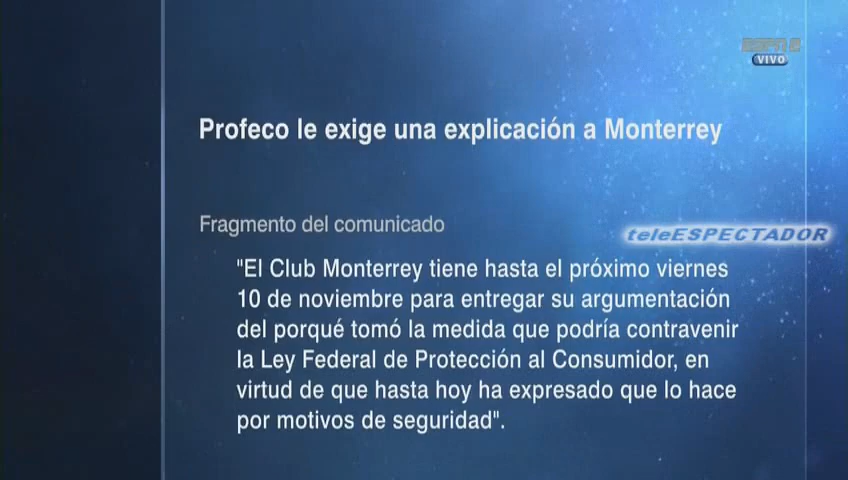 ESPN
VIVO
Profeco le exige una explicación a Monterrey
Fragmento del comunicado
teleESPECTADOR
"El Club Monterrey tiene hasta el próximo viernes
10 de noviembre para entregar su argumentación
del porqué tomó la medida que podría contravenir
la Ley Federal de Protección al Consumidor, en
virtud de que hasta hoy ha expresado que lo hace
por motivos de seguridad".